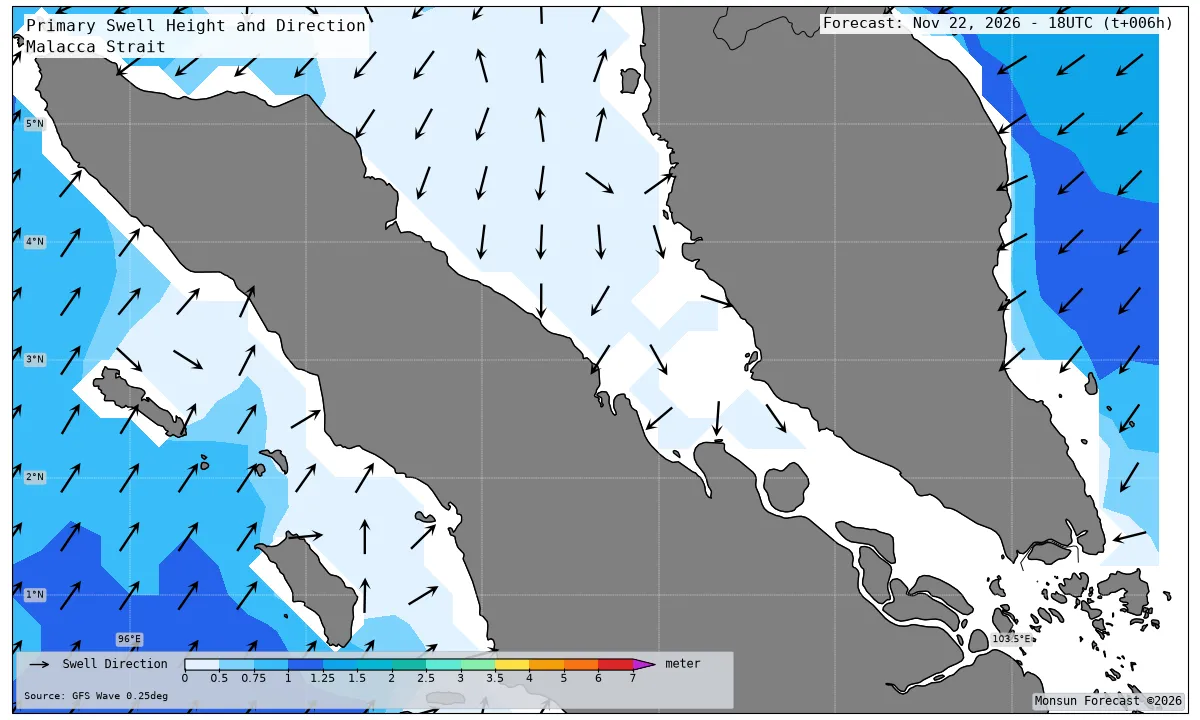 Primary Swell Height and Direction
Malacca Strait
Forecast: Nov 22, 2026 - 18UTC (t+006h)
5°N
4°N
3°N
2°N
1°N
96°E
103.5°E
Swell Direction
0 0.5 0.75 1 1.25 1.5 2 2.5 3 3.5 4 5 6 7
meter
Source: GFS Wave 0.25deg
Monsun Forecast ©2026